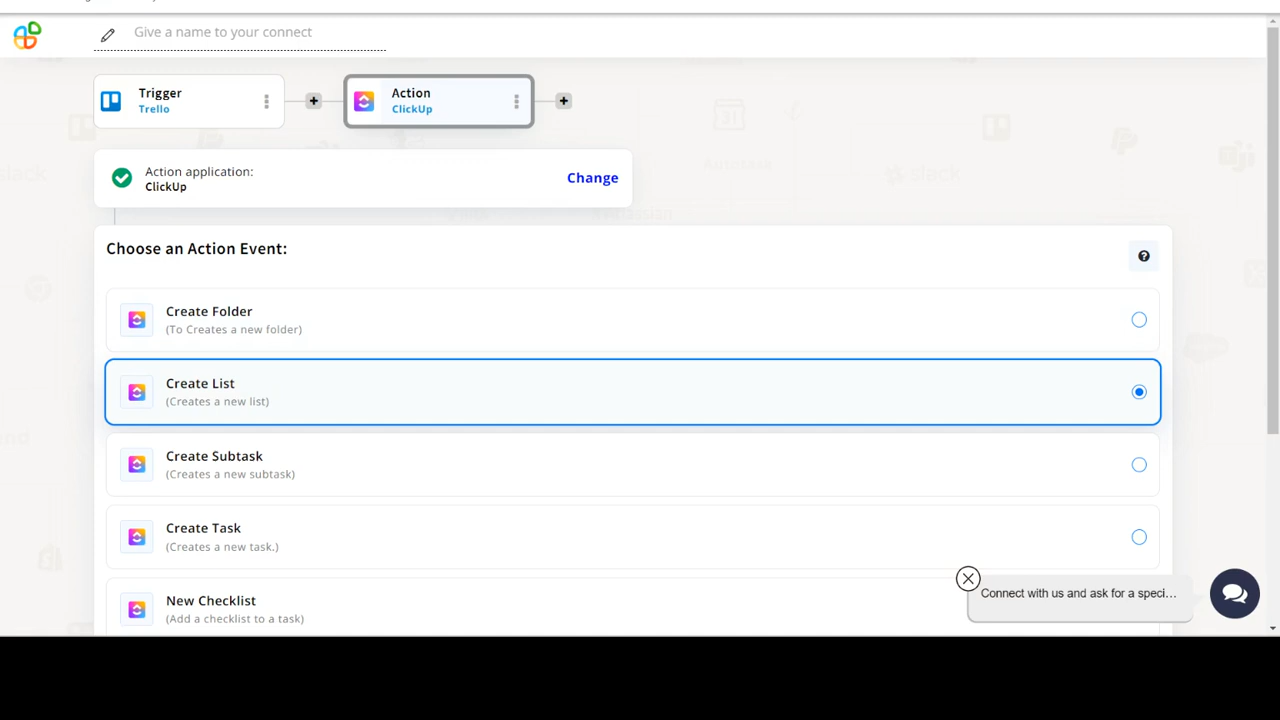 Give a name to your connect
Trigger
Trello
Action
ClickUp
Action application:
ClickUp
Change
Choose an Action Event:
Create Folder
(To Creates a new folder)
Create List
(Creates a new list)
Create Subtask
(Creates a new subtask)
Create Task
(Creates a new task.)
New Checklist
(Add a checklist to a task)
Connect with us and ask for a speci...